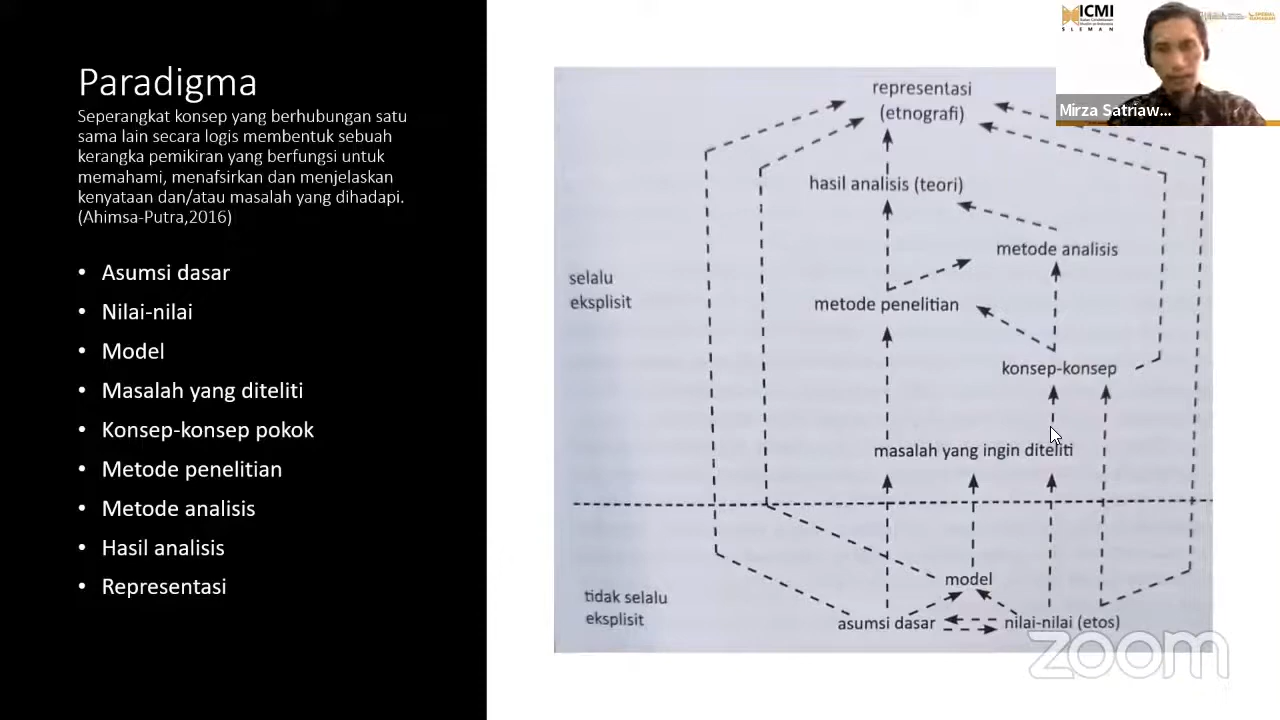 Paradigma
Seperangkat konsep yang berhubungan satu
sama lain secara logis membentuk sebuah
kerangka pemikiran yang berfungsi untuk
memahami, menafsirkan dan menjelaskan
kenyataan dan/atau masalah yang dihadapi.
(Ahimsa-Putra,2016)
• Asumsi dasar
• Nilai-nilai
• Model
• Masalah yang diteliti
• Konsep-konsep pokok
• Metode penelitian
• Metode analisis
• Hasil analisis
• Representasi
representasi
(etnografi)
hasil analisis (teori)
metode analisis
selalu
eksplisit
metode penelitian
konsep-konsep
masalah yang ingin diteliti
model
tidak selalu
eksplisit
asumsi dasar
nilai-nilai (etos)
ICMI
SLEMAN
Mirza Satriaw...
zoom